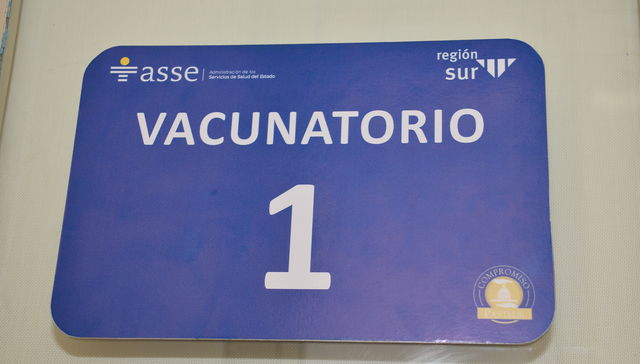 asse
Administración de los
Servicios de Salud del Estado
región
sur
VACUNATORIO
1
COMPROMISO